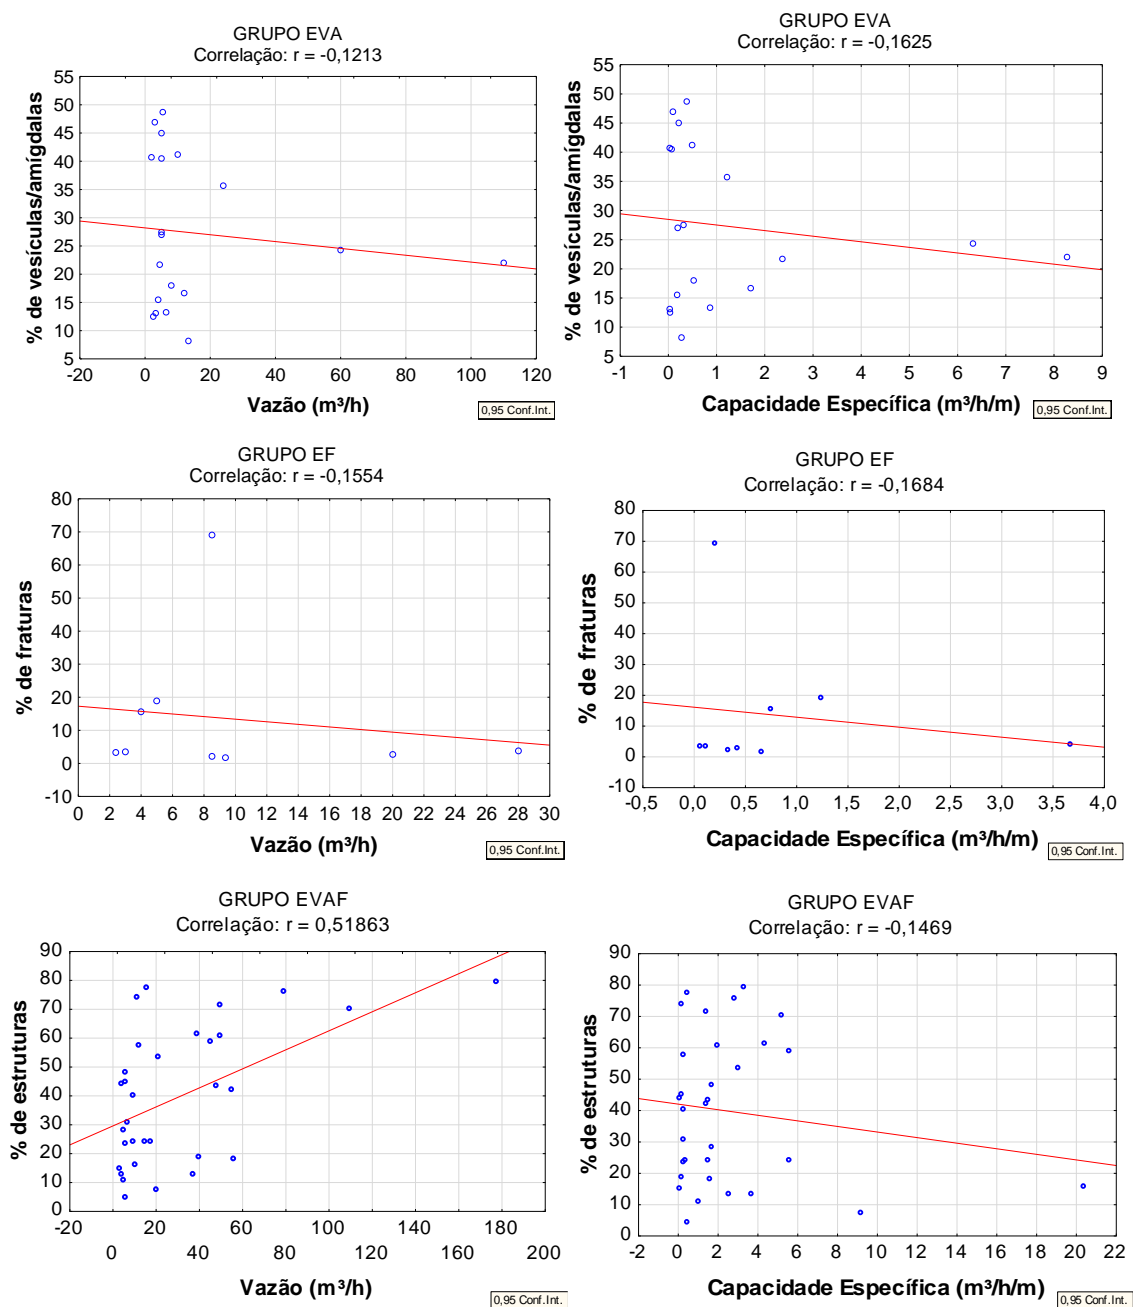 GRUPO EVA
Correlação: r = -0,1213
% de vesículas/amígdalas
55
50
45
40
35
30
25
20
15
10
5
-20 0 20 40 60 80 100 120
Vazão (m³/h)
0,95 Conf.Int.
GRUPO EVA
Correlação: r = -0,1625
% de vesículas/amígdalas
55
50
45
40
35
30
25
20
15
10
5
-1 0 1 2 3 4 5 6 7 8 9
Capacidade Específica (m³/h/m)
0,95 Conf.Int.
GRUPO EF
Correlação: r = -0,1554
% de fraturas
80
70
60
50
40
30
20
10
0
-10
0 2 4 6 8 10 12 14 16 18 20 22 24 26 28 30
Vazão (m³/h)
0,95 Conf.Int.
GRUPO EF
Correlação: r = -0,1684
% de fraturas
80
70
60
50
40
30
20
10
0
-10
-0,5 0,0 0,5 1,0 1,5 2,0 2,5 3,0 3,5 4,0
Capacidade Específica (m³/h/m)
0,95 Conf.Int.
GRUPO EVAF
Correlação: r = 0,51863
% de estruturas
90
80
70
60
50
40
30
20
10
0
-20 20 60 100 140 180
0 40 80 120 160 200
Vazão (m³/h)
0,95 Conf.Int.
GRUPO EVAF
Correlação: r = -0,1469
% de estruturas
90
80
70
60
50
40
30
20
10
0
-2 0 2 4 6 8 10 12 14 16 18 20 22
Capacidade Específica (m³/h/m)
0,95 Conf.Int.